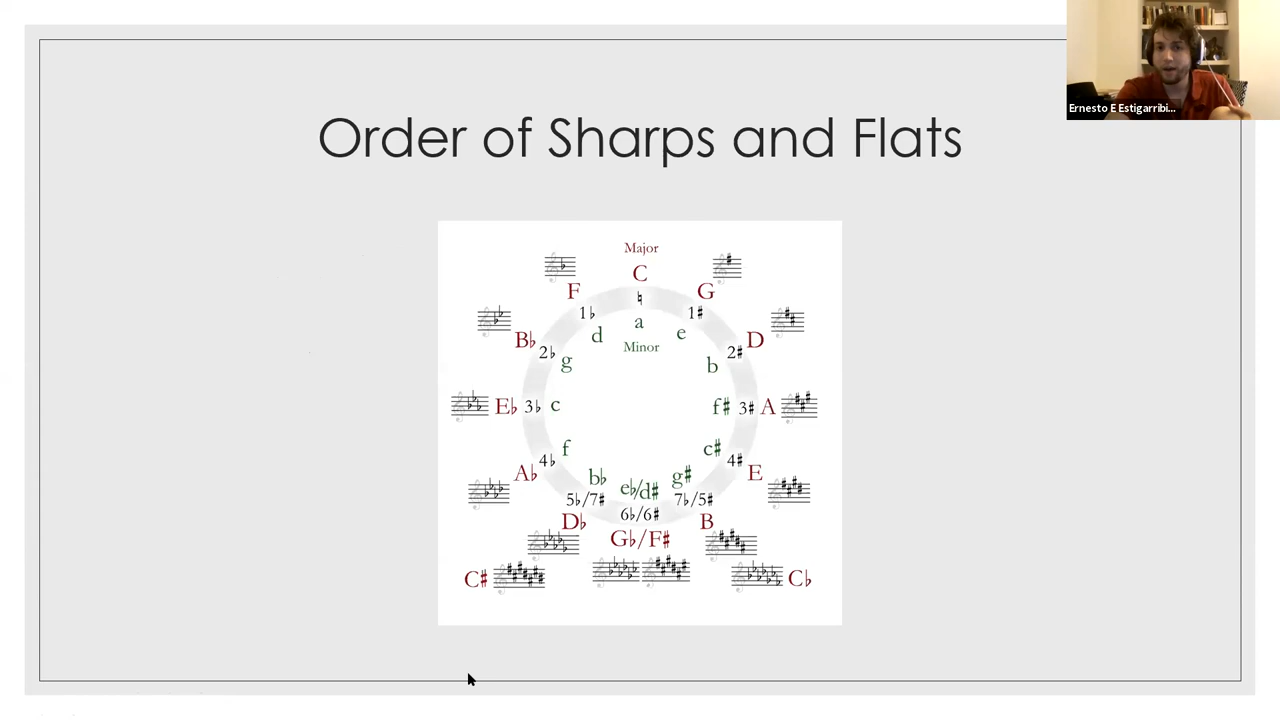 Ernesto E Estigarribi...
Order of Sharps and Flats
Major
C
F
G
♮
1♭
1♯
a
d
e
Minor
B♭
D
2♭
2♯
g
b
E♭ 3♭ c
f♯ 3♯ A
f
c♯
4♭
4♯
A♭
E
b♭
g♯
e♭/d♯
5♭/7♯
7♭/5♯
6♭/6♯
D♭
B
G♭/F♯
C♯
C♭